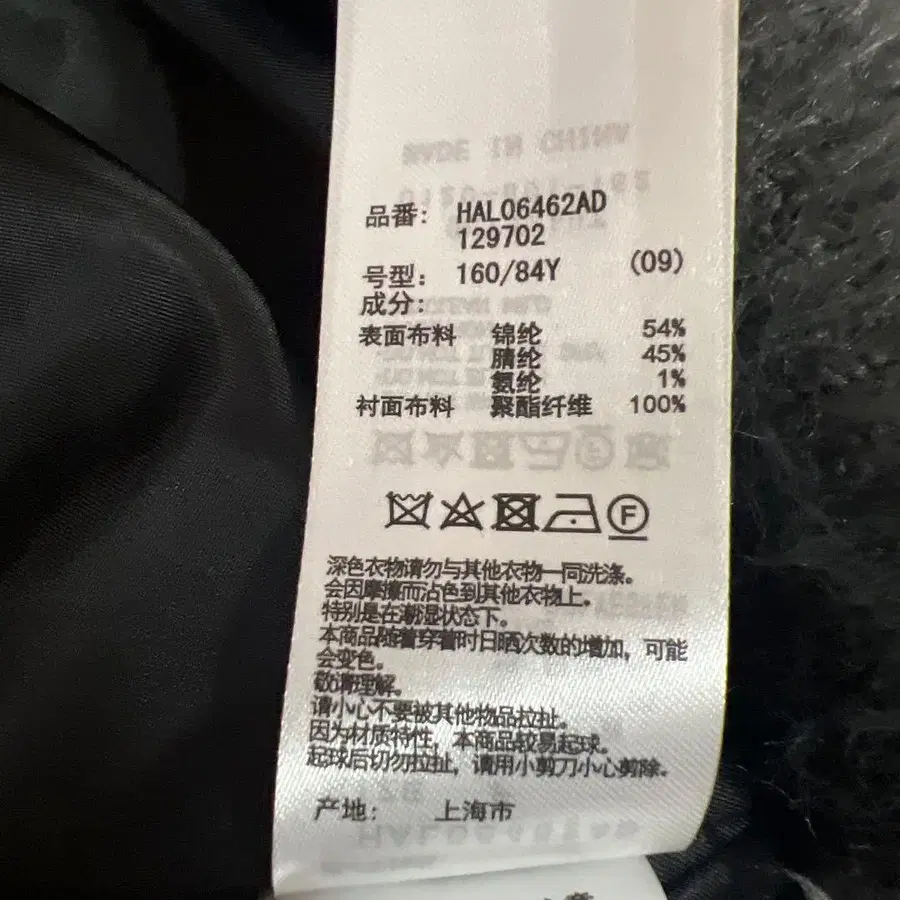 MADE IN CHINA
品番: HAL06462AD
129702
号型: 160/84Y (09)
成分:
表面布料 锦纶 54%
腈纶 45%
氨纶 1%
衬面布料 聚酯纤维 100%
F
深色衣物请勿与其他衣物一同洗涤。
会因摩擦而沾色到其他衣物上。
特别是在潮湿状态下。
本商品随着穿着时日晒次数的增加，可能
会变色。
敬请理解。
请小心不要被其他物品拉扯。
因为材质特性，本商品较易起球。
起球后切勿拉扯，请用小剪刀小心剪除。
产地: 上海市